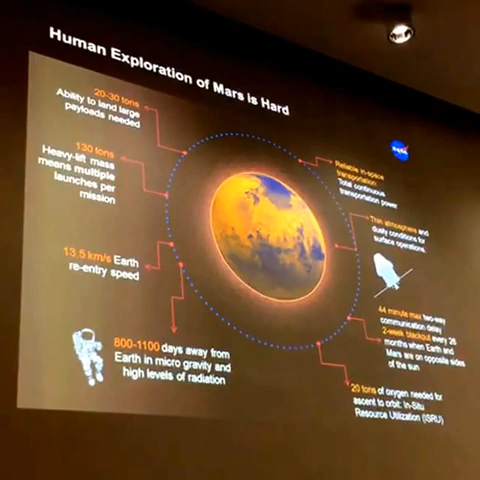 Human Exploration of Mars is Hard
20-30 tons
Ability to land large
payloads needed
130 tons
Heavy-lift mass
means multiple
launches per
mission
13.5 km/s Earth
re-entry speed
800-1100 days away from
Earth in micro gravity and
high levels of radiation
NASA
Reliable in-space
transportation:
Total continuous
transportation power
Thin atmosphere and
dusty conditions for
surface operations.
44 minute max two-way
communication delay
2-week blackout every 26
months when Earth and
Mars are on opposite sides
of the sun
20 tons of oxygen needed for
ascent to orbit: In-Situ
Resource Utilization (ISRU)